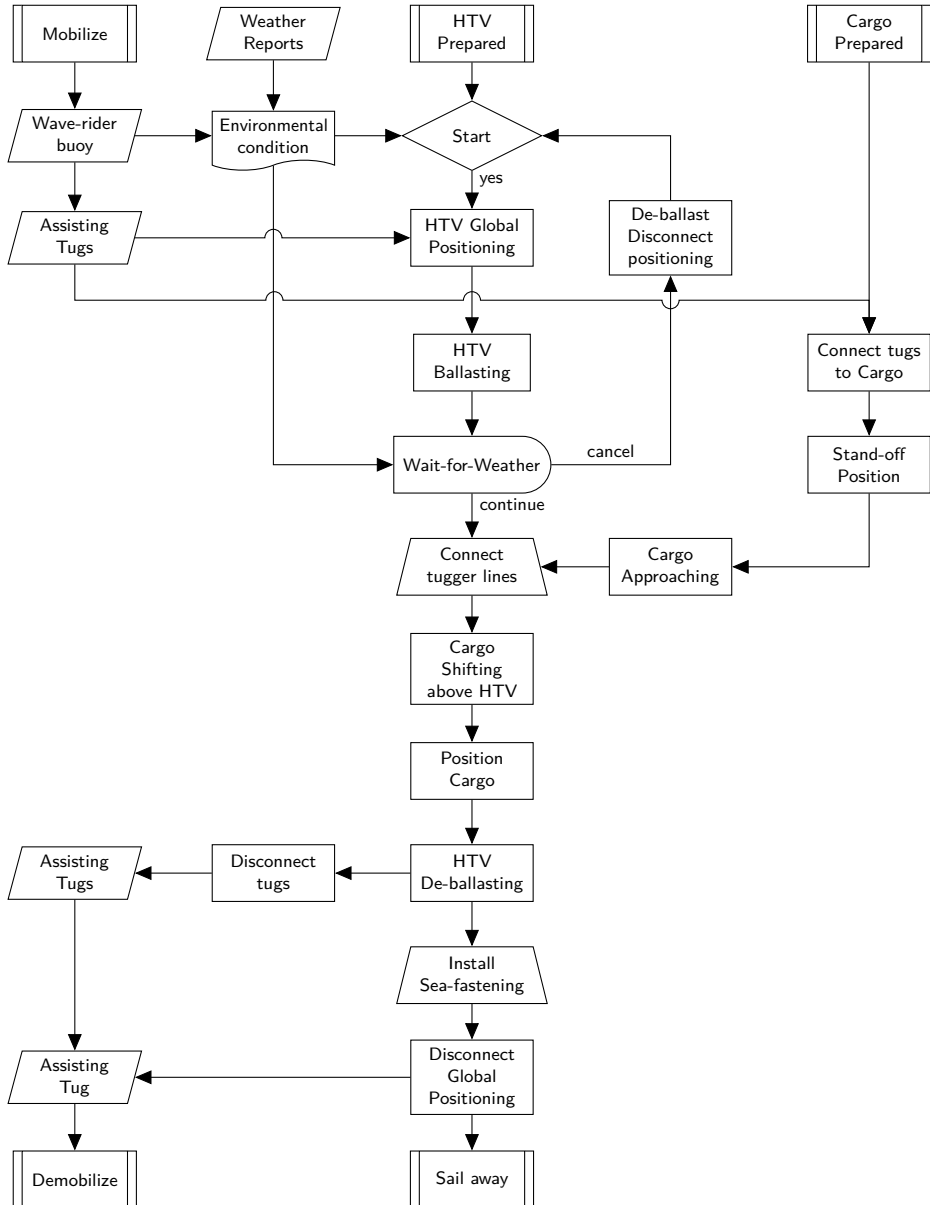 Mobilize
Weather
Reports
HTV
Prepared
Cargo
Prepared
Wave-rider
buoy
Environmental
condition
Start
yes
Assisting
Tugs
HTV Global
Positioning
De-ballast
Disconnect
positioning
HTV
Ballasting
Connect tugs
to Cargo
Wait-for-Weather
cancel
Stand-off
Position
continue
Connect
tugger lines
Cargo
Approaching
Cargo
Shifting
above HTV
Position
Cargo
Assisting
Tugs
Disconnect
tugs
HTV
De-ballasting
Install
Sea-fastening
Assisting
Tug
Disconnect
Global
Positioning
Demobilize
Sail away